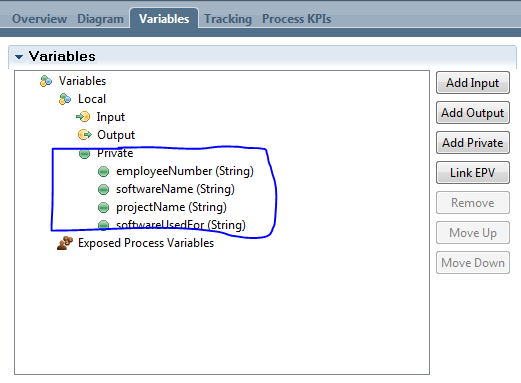 Overview Diagram Variables Tracking Process KPIs
Variables
Variables
Local
Input
Output
Private
employeeNumber (String)
softwareName (String)
projectName (String)
softwareUsedFor (String)
Exposed Process Variables
Add Input
Add Output
Add Private
Link EPV
Remove
Move Up
Move Down